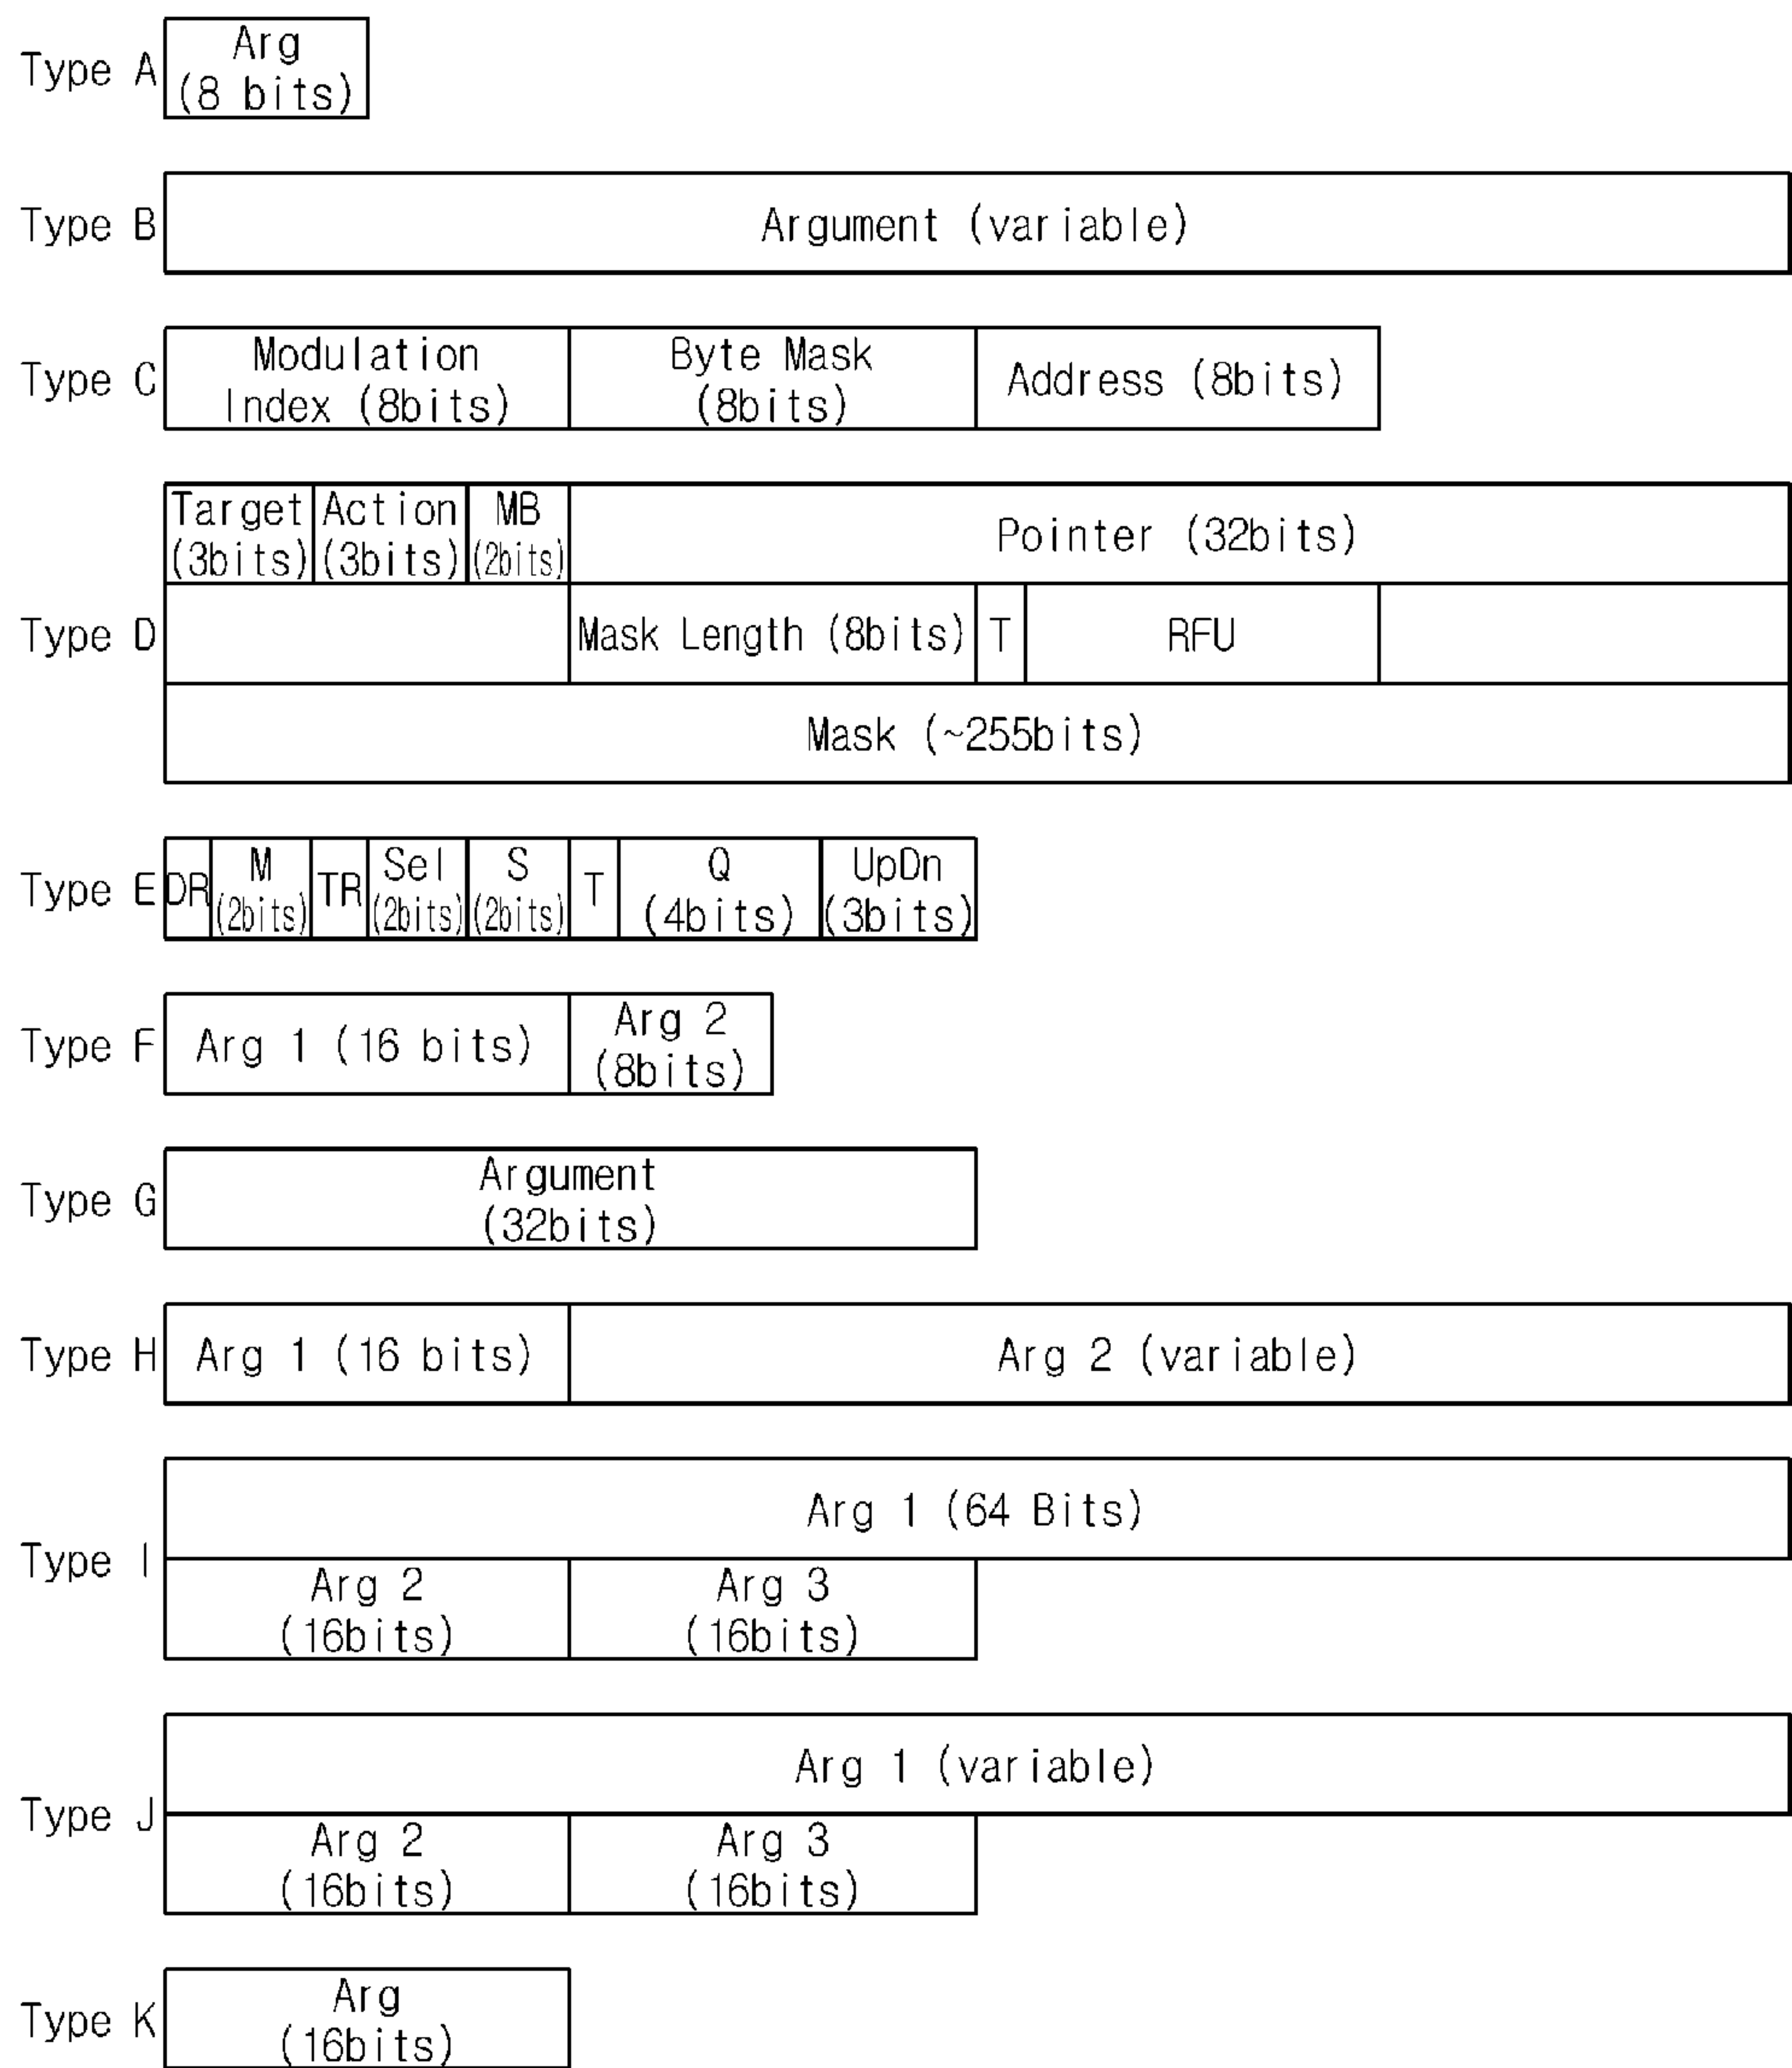 Type A
Arg
(8 bits)
Type B
Argument (variable)
Type C
Modulation
Index (8bits)
Byte Mask
(8bits)
Address (8bits)
Type D
Target
(3bits)
Action
(3bits)
MB
(2bits)
Pointer (32bits)
Mask Length (8bits)
T
RFU
Mask (~255bits)
Type E
DR
M
(2bits)
TR
Sel
(2bits)
S
(2bits)
T
Q
(4bits)
UpDn
(3bits)
Type F
Arg 1 (16 bits)
Arg 2
(8bits)
Type G
Argument
(32bits)
Type H
Arg 1 (16 bits)
Arg 2 (variable)
Type I
Arg 1 (64 Bits)
Arg 2
(16bits)
Arg 3
(16bits)
Type J
Arg 1 (variable)
Arg 2
(16bits)
Arg 3
(16bits)
Type K
Arg
(16bits)